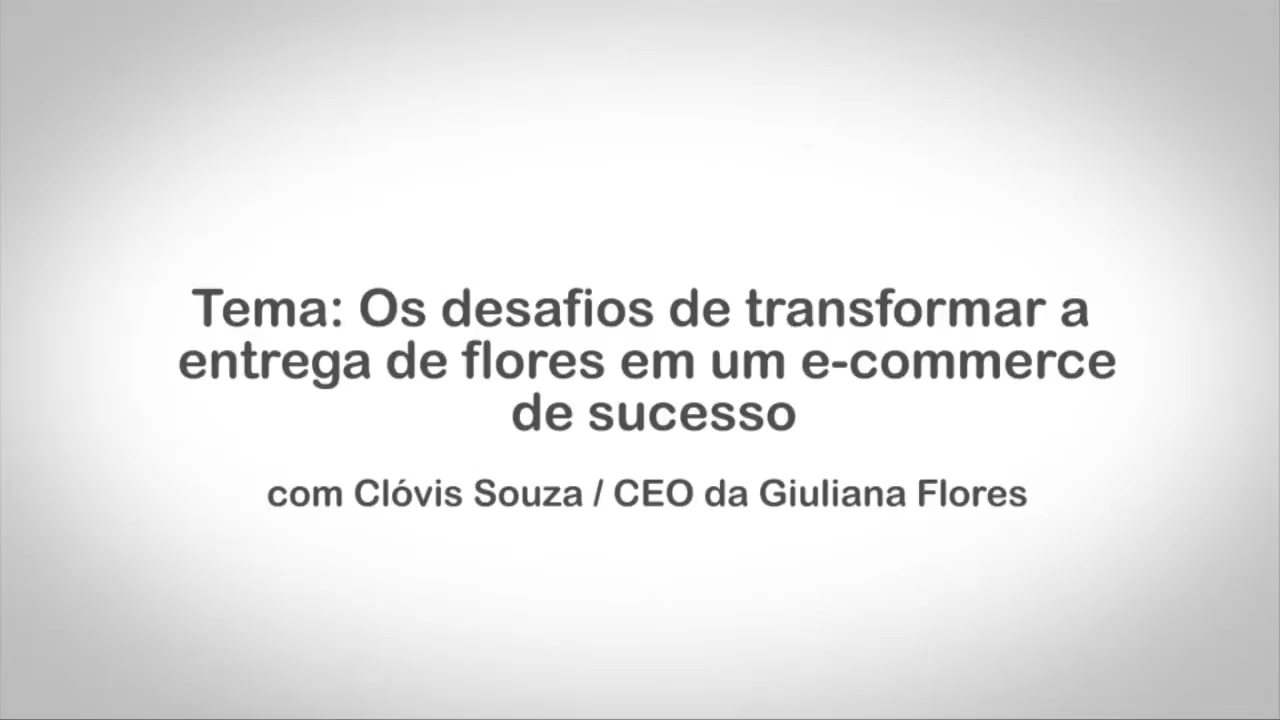 Tema: Os desafios de transformar a
entrega de flores em um e-commerce
de sucesso
com Clóvis Souza / CEO da Giuliana Flores